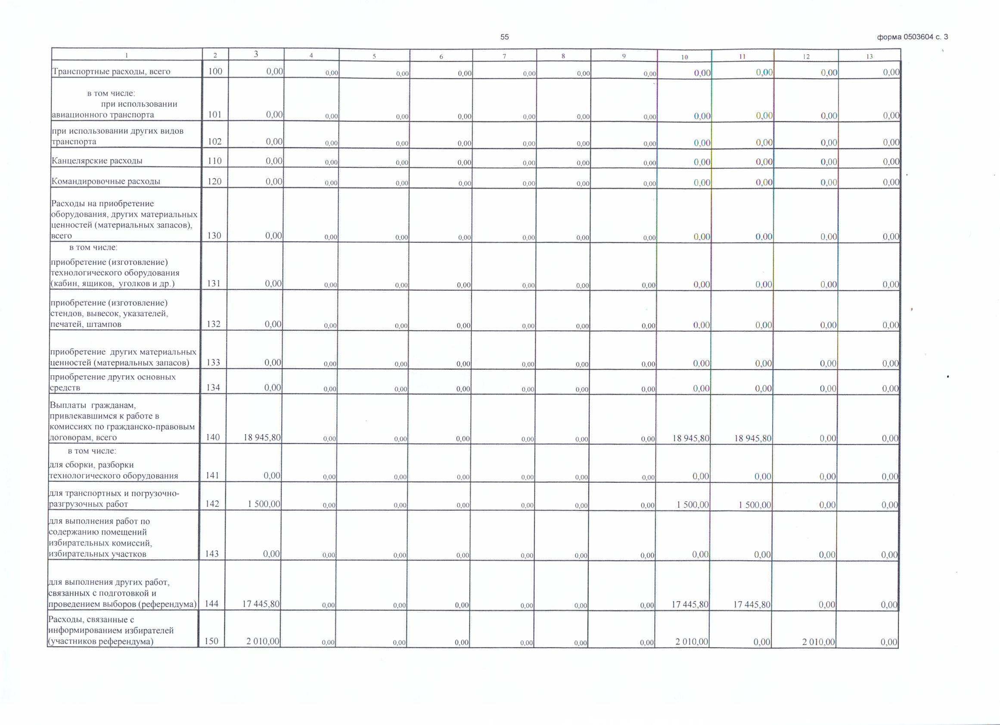 55
форма 0503604 с. 3
1 2 3 4 5 6 7 8 9 10 11 12 13
Транспортные расходы, всего 100 0,00 0,00 0,00 0,00 0,00 0,00 0,00 0,00 0,00 0,00 0,00
в том числе:
при использовании
авиационного транспорта 101 0,00 0,00 0,00 0,00 0,00 0,00 0,00 0,00 0,00 0,00 0,00
при использовании других видов
транспорта 102 0,00 0,00 0,00 0,00 0,00 0,00 0,00 0,00 0,00 0,00 0,00
Канцелярские расходы 110 0,00 0,00 0,00 0,00 0,00 0,00 0,00 0,00 0,00 0,00 0,00
Командировочные расходы 120 0,00 0,00 0,00 0,00 0,00 0,00 0,00 0,00 0,00 0,00 0,00
Расходы на приобретение
оборудования, других материальных
ценностей (материальных запасов),
всего 130 0,00 0,00 0,00 0,00 0,00 0,00 0,00 0,00 0,00 0,00 0,00
в том числе:
приобретение (изготовление)
технологического оборудования
(кабин, ящиков, уголков и др.) 131 0,00 0,00 0,00 0,00 0,00 0,00 0,00 0,00 0,00 0,00 0,00
приобретение (изготовление)
стендов, вывесок, указателей,
печатей, штампов 132 0,00 0,00 0,00 0,00 0,00 0,00 0,00 0,00 0,00 0,00 0,00
приобретение других материальных
ценностей (материальных запасов) 133 0,00 0,00 0,00 0,00 0,00 0,00 0,00 0,00 0,00 0,00 0,00
приобретение других основных
средств 134 0,00 0,00 0,00 0,00 0,00 0,00 0,00 0,00 0,00 0,00 0,00
Выплаты гражданам,
привлекавшимся к работе в
комиссиях по гражданско-правовым
договорам, всего 140 18 945,80 0,00 0,00 0,00 0,00 0,00 0,00 18 945,80 18 945,80 0,00 0,00
в том числе:
для сборки, разборки
технологического оборудования 141 0,00 0,00 0,00 0,00 0,00 0,00 0,00 0,00 0,00 0,00 0,00
для транспортных и погрузочно-
разгрузочных работ 142 1 500,00 0,00 0,00 0,00 0,00 0,00 0,00 1 500,00 1 500,00 0,00 0,00
для выполнения работ по
содержанию помещений
избирательных комиссий,
избирательных участков 143 0,00 0,00 0,00 0,00 0,00 0,00 0,00 0,00 0,00 0,00 0,00
для выполнения других работ,
связанных с подготовкой и
проведением выборов (референдума) 144 17 445,80 0,00 0,00 0,00 0,00 0,00 0,00 17 445,80 17 445,80 0,00 0,00
Расходы, связанные с
информированием избирателей
(участников референдума) 150 2 010,00 0,00 0,00 0,00 0,00 0,00 0,00 2 010,00 0,00 2 010,00 0,00